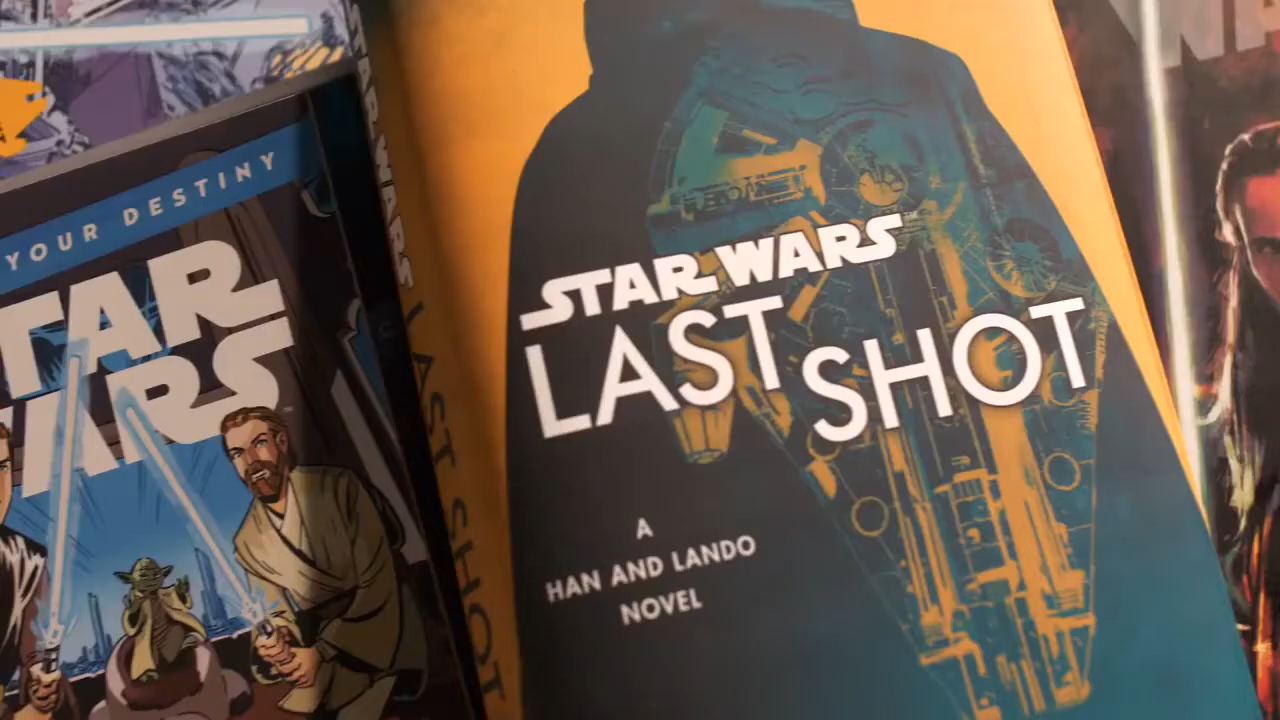 YOUR DESTINY
STAR
WARS
STAR WARS LAST SHOT
STAR WARS
LAST SHOT
A
HAN AND LANDO
NOVEL